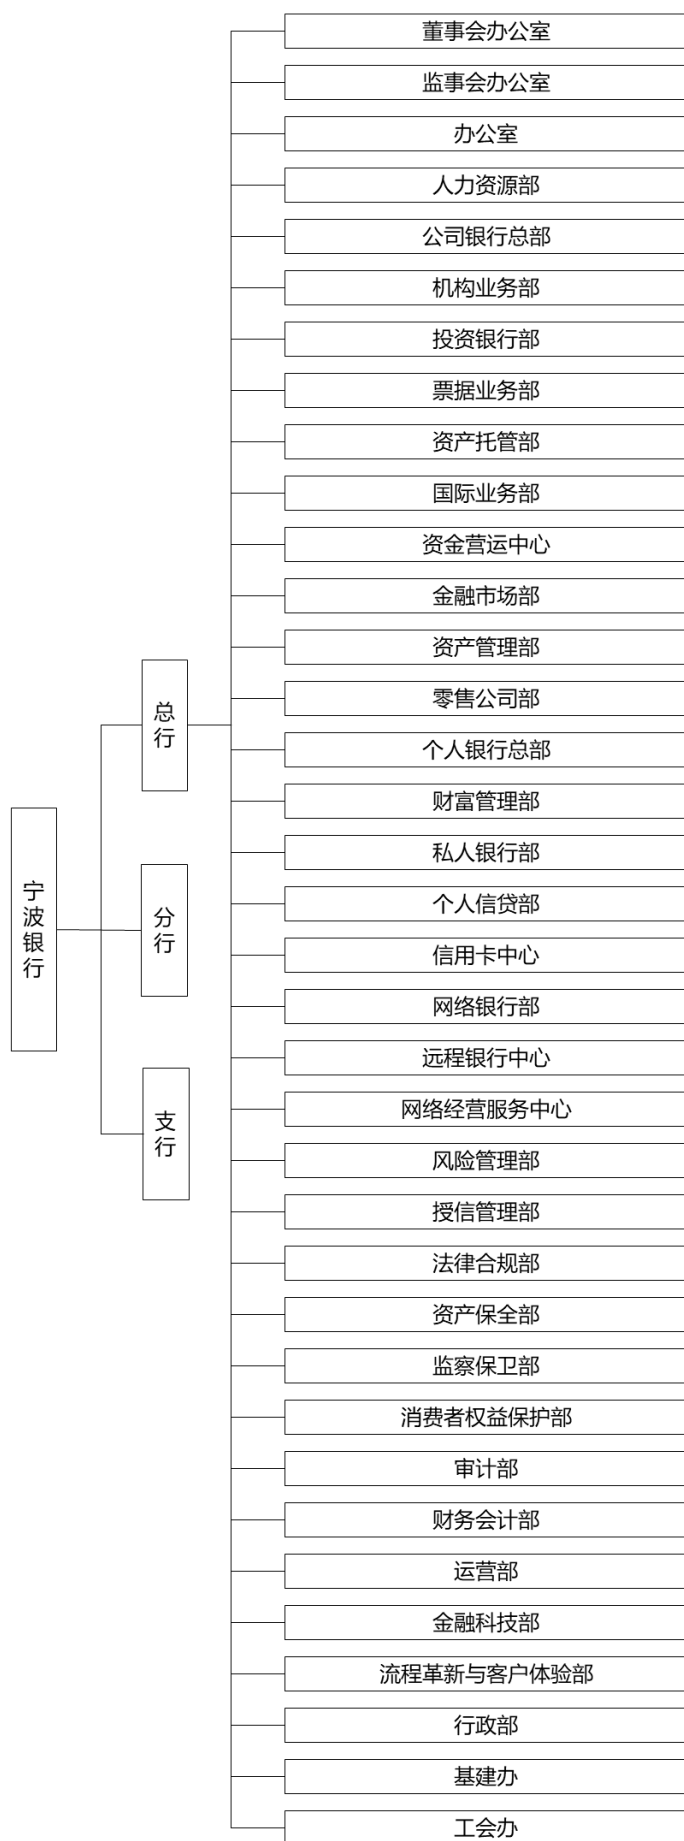 宁波银行
总行
分行
支行
董事会办公室
监事会办公室
办公室
人力资源部
公司银行总部
机构业务部
投资银行部
票据业务部
资产托管部
国际业务部
资金营运中心
金融市场部
资产管理部
零售公司部
个人银行总部
财富管理部
私人银行部
个人信贷部
信用卡中心
网络银行部
远程银行中心
网络经营服务中心
风险管理部
授信管理部
法律合规部
资产保全部
监察保卫部
消费者权益保护部
审计部
财务会计部
运营部
金融科技部
流程革新与客户体验部
行政部
基建办
工会办